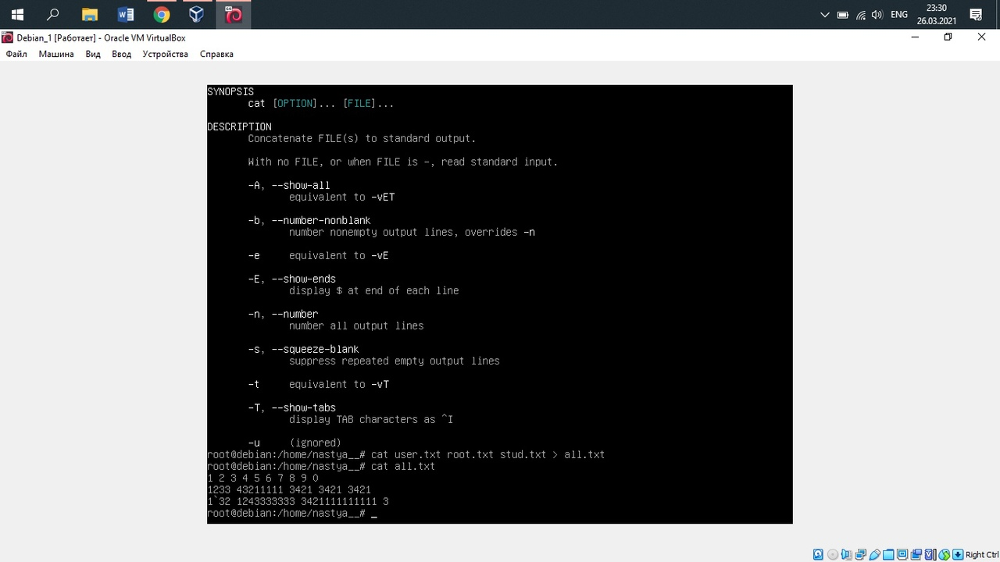 23:30
ENG
26.03.2021
Debian_1 [Работает] - Oracle VM VirtualBox
Файл Машина Вид Ввод Устройства Справка
SYNOPSIS
cat [OPTION]... [FILE]...
DESCRIPTION
Concatenate FILE(s) to standard output.
With no FILE, or when FILE is -, read standard input.
-A, --show-all
equivalent to -vET
-b, --number-nonblank
number nonempty output lines, overrides -n
-e equivalent to -vE
-E, --show-ends
display $ at end of each line
-n, --number
number all output lines
-s, --squeeze-blank
suppress repeated empty output lines
-t equivalent to -vT
-T, --show-tabs
display TAB characters as ^I
-u (ignored)
root@debian:/home/nastya__# cat user.txt root.txt stud.txt > all.txt
root@debian:/home/nastya__# cat all.txt
1 2 3 4 5 6 7 8 9 0
1233 43211111 3421 3421 3421
1`32 1243333333 3421111111111 3
root@debian:/home/nastya__# _
Right Ctrl